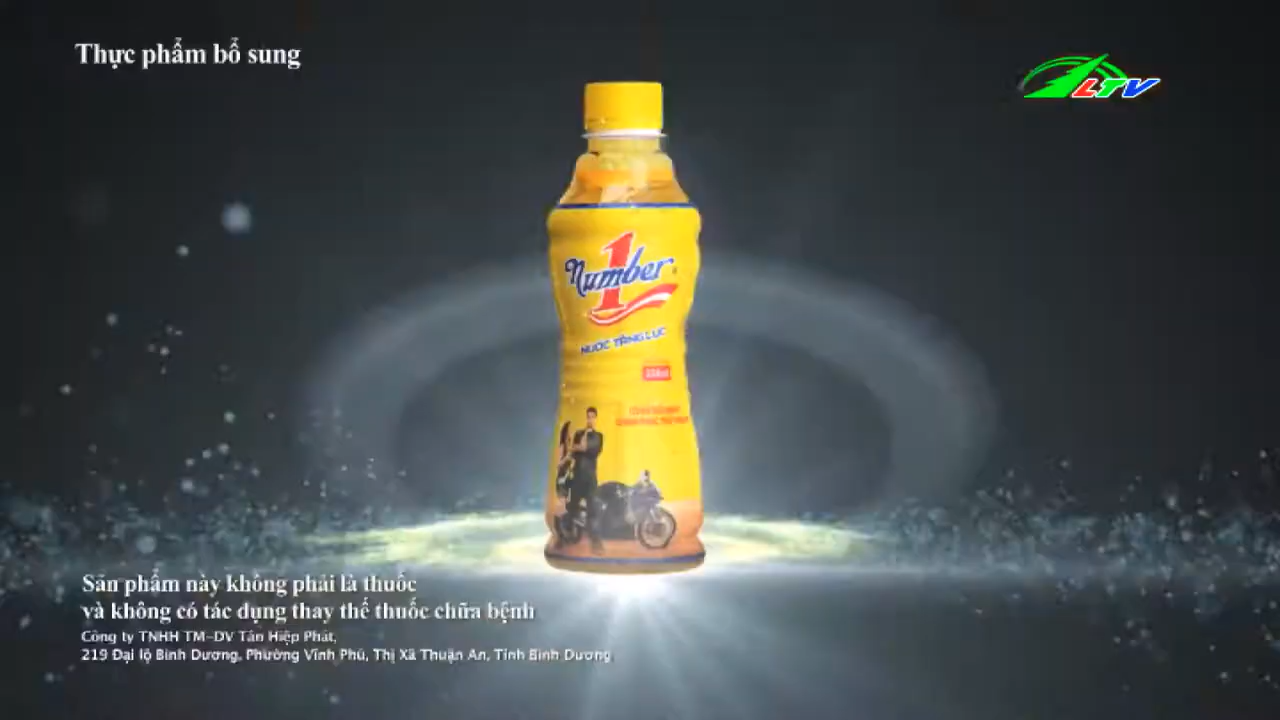 Thực phẩm bổ sung
LTV
Number
1
NƯỚC TĂNG LỰC
Sản phẩm này không phải là thuốc
và không có tác dụng thay thế thuốc chữa bệnh
Công ty TNHH TM-DV Tân Hiệp Phát,
219 Đại lộ Bình Dương, Phường Vĩnh Phú, Thị Xã Thuận An, Tỉnh Bình Dương